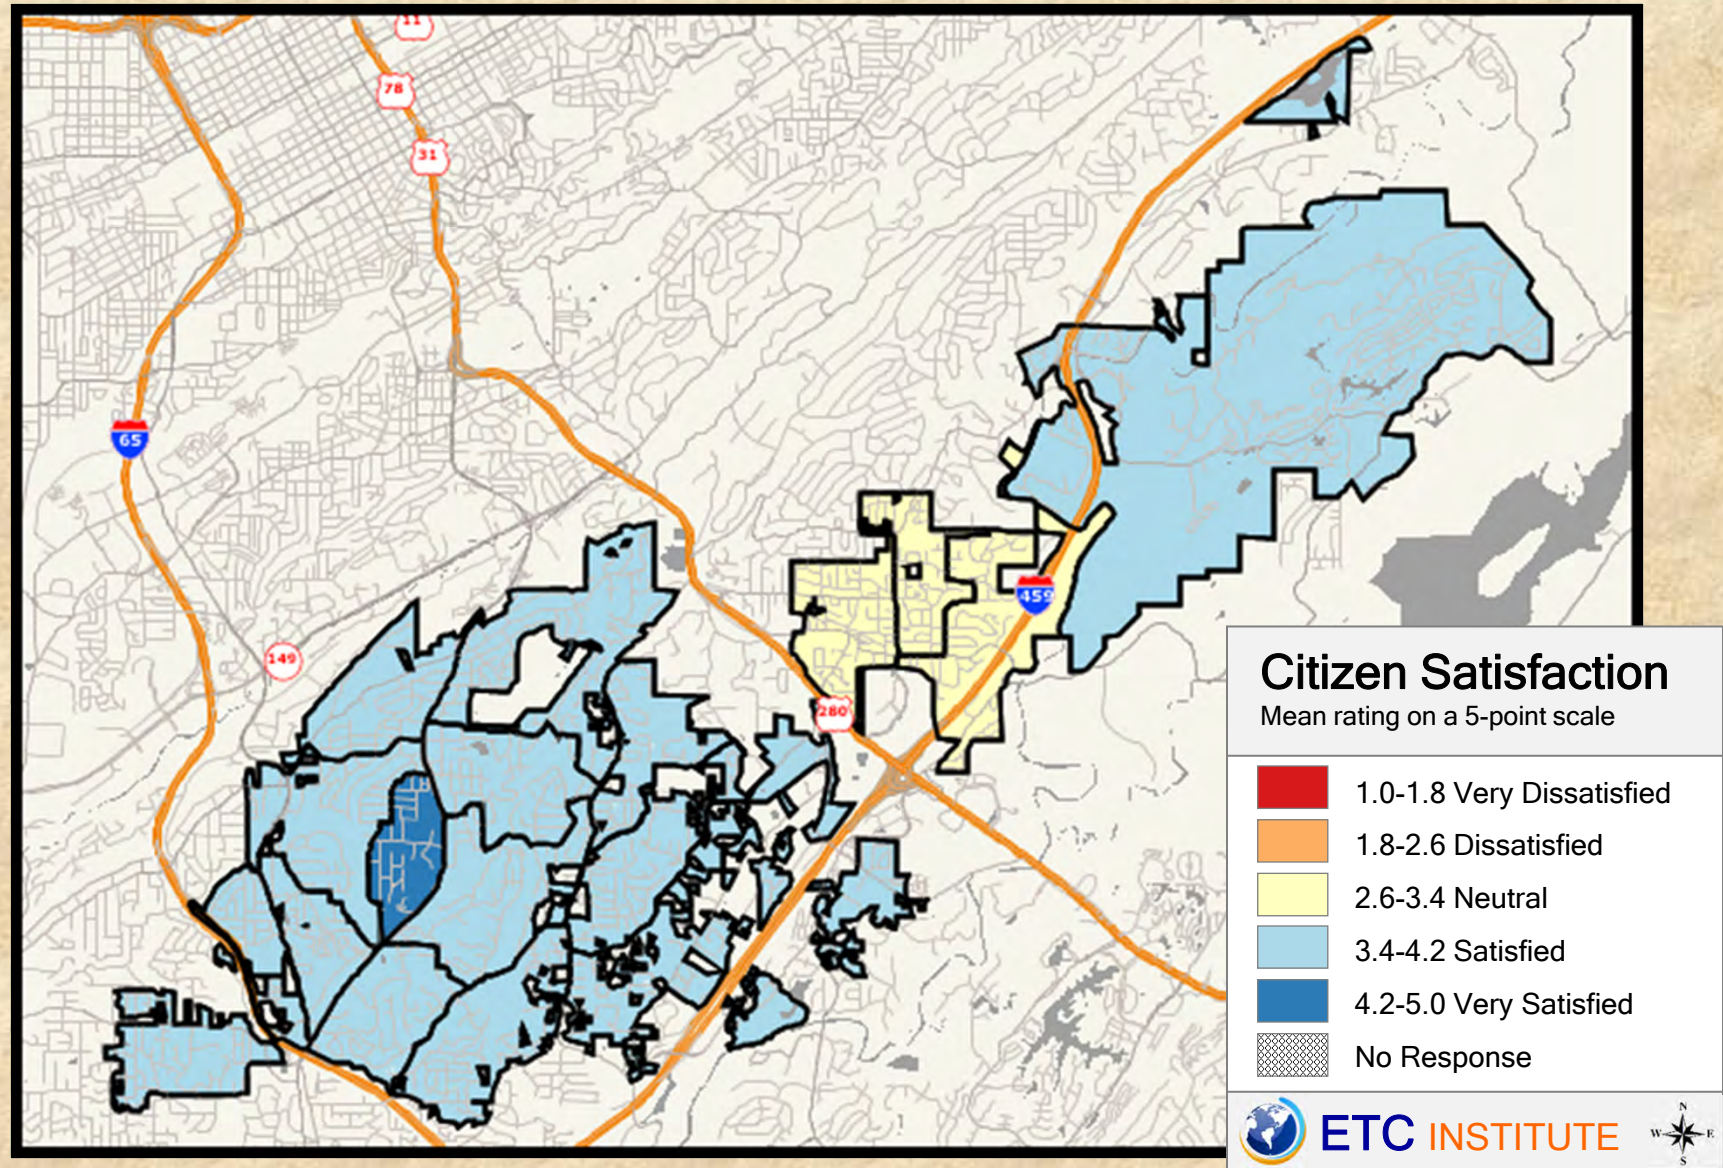 11
78
31
65
459
149
280
Citizen Satisfaction
Mean rating on a 5-point scale
1.0-1.8 Very Dissatisfied
1.8-2.6 Dissatisfied
2.6-3.4 Neutral
3.4-4.2 Satisfied
4.2-5.0 Very Satisfied
No Response
ETC INSTITUTE
N
W E
S